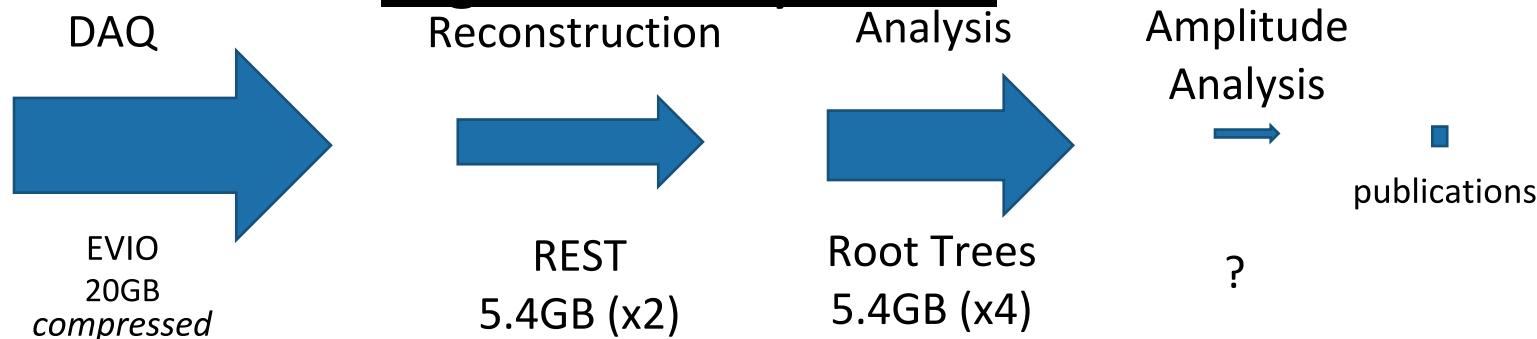 DAQ
Reconstruction
Analysis
Amplitude
Analysis
publications
EVIO
20GB
compressed
REST
5.4GB (x2)
Root Trees
5.4GB (x4)
?